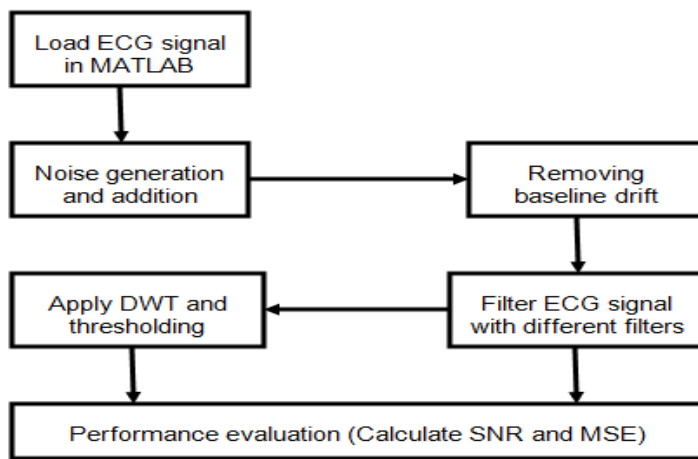 Load ECG signal
in MATLAB
Noise generation
and addition
Removing
baseline drift
Apply DWT and
thresholding
Filter ECG signal
with different filters
Performance evaluation (Calculate SNR and MSE)